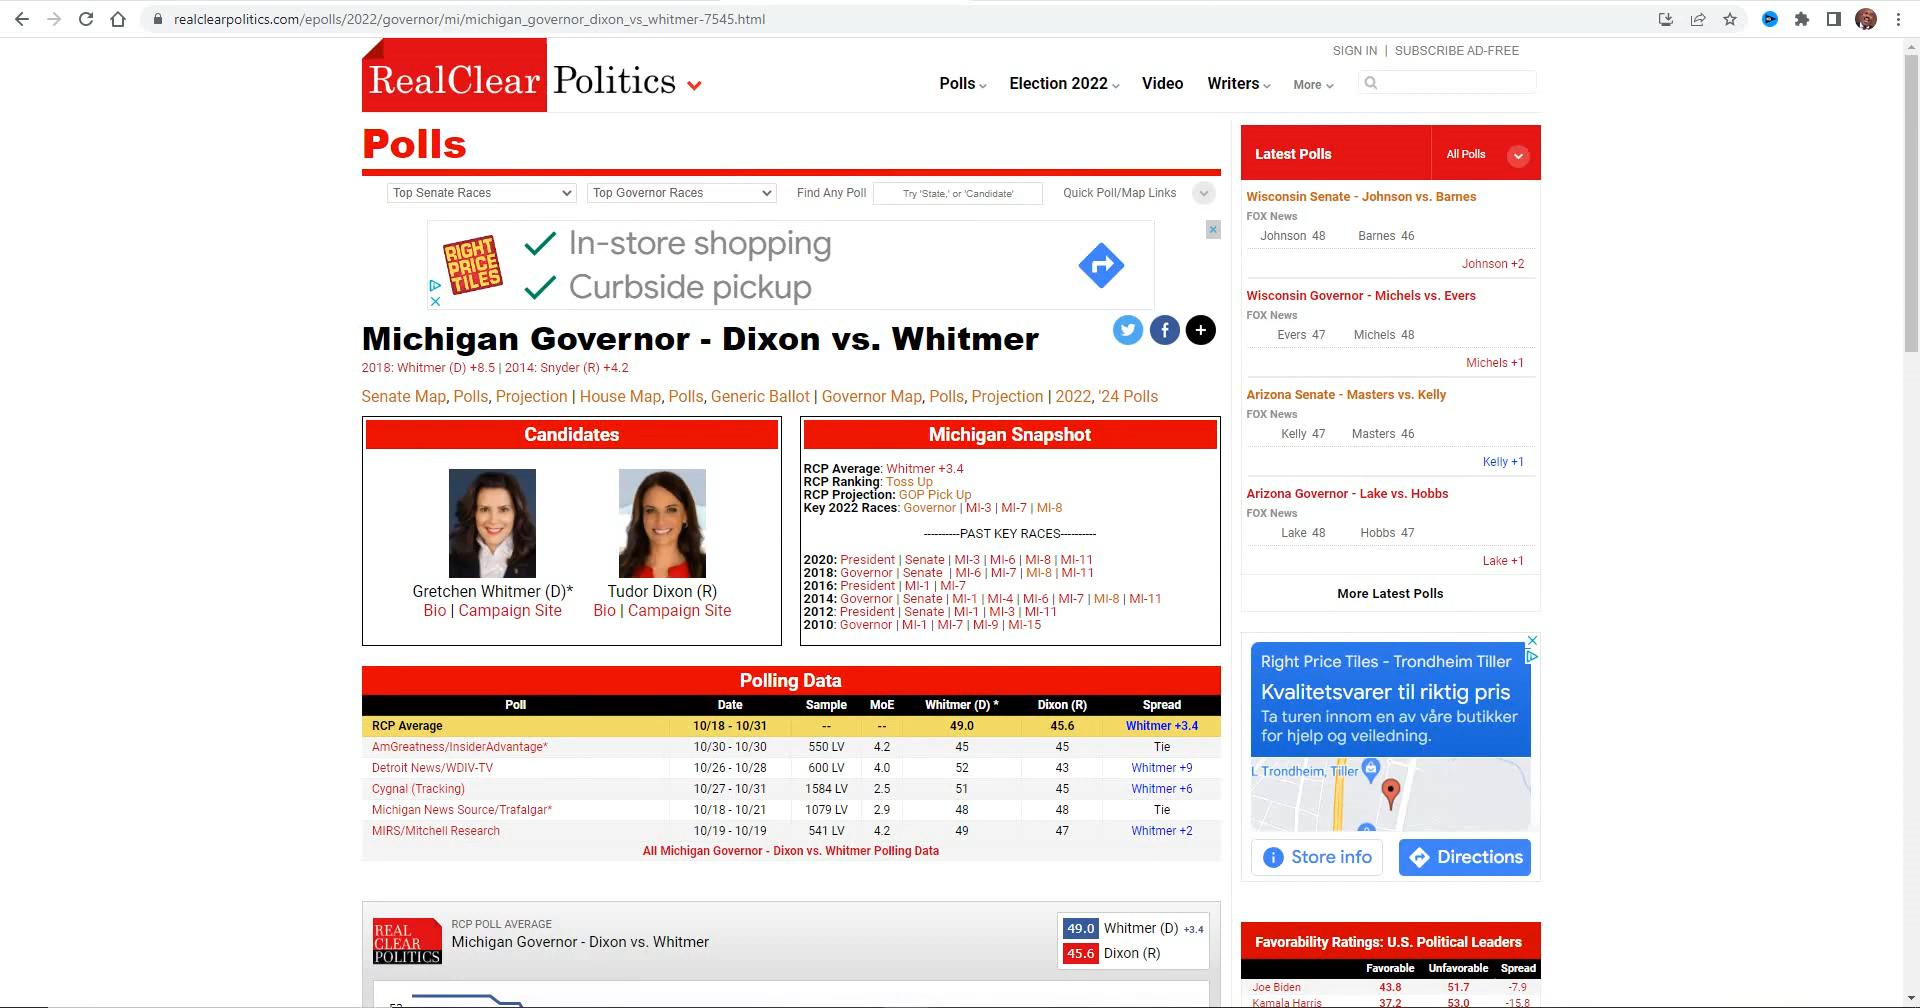 realclearpolitics.com/epolls/2022/governor/mi/michigan_governor_dixon_vs_whitmer-7545.html
SIGN IN | SUBSCRIBE AD-FREE
RealClear Politics
Polls Election 2022 Video Writers More
Polls
Top Senate Races Top Governor Races Find Any Poll Try 'State,' or 'Candidate' Quick Poll/Map Links
RIGHT PRICE TILES
In-store shopping
Curbside pickup
Michigan Governor - Dixon vs. Whitmer
2018: Whitmer (D) +8.5 | 2014: Snyder (R) +4.2
Senate Map, Polls, Projection | House Map, Polls, Generic Ballot | Governor Map, Polls, Projection | 2022, '24 Polls
Candidates
Gretchen Whitmer (D)* Tudor Dixon (R)
Bio | Campaign Site Bio | Campaign Site
Michigan Snapshot
RCP Average: Whitmer +3.4
RCP Ranking: Toss Up
RCP Projection: GOP Pick Up
Key 2022 Races: Governor | MI-3 | MI-7 | MI-8
----------PAST KEY RACES----------
2020: President | Senate | MI-3 | MI-6 | MI-8 | MI-11
2018: Governor | Senate | MI-6 | MI-7 | MI-8 | MI-11
2016: President | MI-1 | MI-7
2014: Governor | Senate | MI-1 | MI-4 | MI-6 | MI-7 | MI-8 | MI-11
2012: President | Senate | MI-1 | MI-3 | MI-11
2010: Governor | MI-1 | MI-7 | MI-9 | MI-15
Polling Data
Poll Date Sample MoE Whitmer (D) * Dixon (R) Spread
RCP Average 10/18 - 10/31 -- -- 49.0 45.6 Whitmer +3.4
AmGreatness/InsiderAdvantage* 10/30 - 10/30 550 LV 4.2 45 45 Tie
Detroit News/WDIV-TV 10/26 - 10/28 600 LV 4.0 52 43 Whitmer +9
Cygnal (Tracking) 10/27 - 10/31 1584 LV 2.5 51 45 Whitmer +6
Michigan News Source/Trafalgar* 10/18 - 10/21 1079 LV 2.9 48 48 Tie
MIRS/Mitchell Research 10/19 - 10/19 541 LV 4.2 49 47 Whitmer +2
All Michigan Governor - Dixon vs. Whitmer Polling Data
REAL CLEAR POLITICS
RCP POLL AVERAGE
Michigan Governor - Dixon vs. Whitmer
49.0 Whitmer (D) +3.4
45.6 Dixon (R)
Latest Polls All Polls
Wisconsin Senate - Johnson vs. Barnes
FOX News
Johnson 48 Barnes 46
Johnson +2
Wisconsin Governor - Michels vs. Evers
FOX News
Evers 47 Michels 48
Michels +1
Arizona Senate - Masters vs. Kelly
FOX News
Kelly 47 Masters 46
Kelly +1
Arizona Governor - Lake vs. Hobbs
FOX News
Lake 48 Hobbs 47
Lake +1
More Latest Polls
Right Price Tiles - Trondheim Tiller
Kvalitetsvarer til riktig pris
Ta turen innom en av våre butikker
for hjelp og veiledning.
L Trondheim, Tiller
Store info Directions
Favorability Ratings: U.S. Political Leaders
Favorable Unfavorable Spread
Joe Biden 43.8 51.7 -7.9
Kamala Harris 37.2 53.0 -15.8